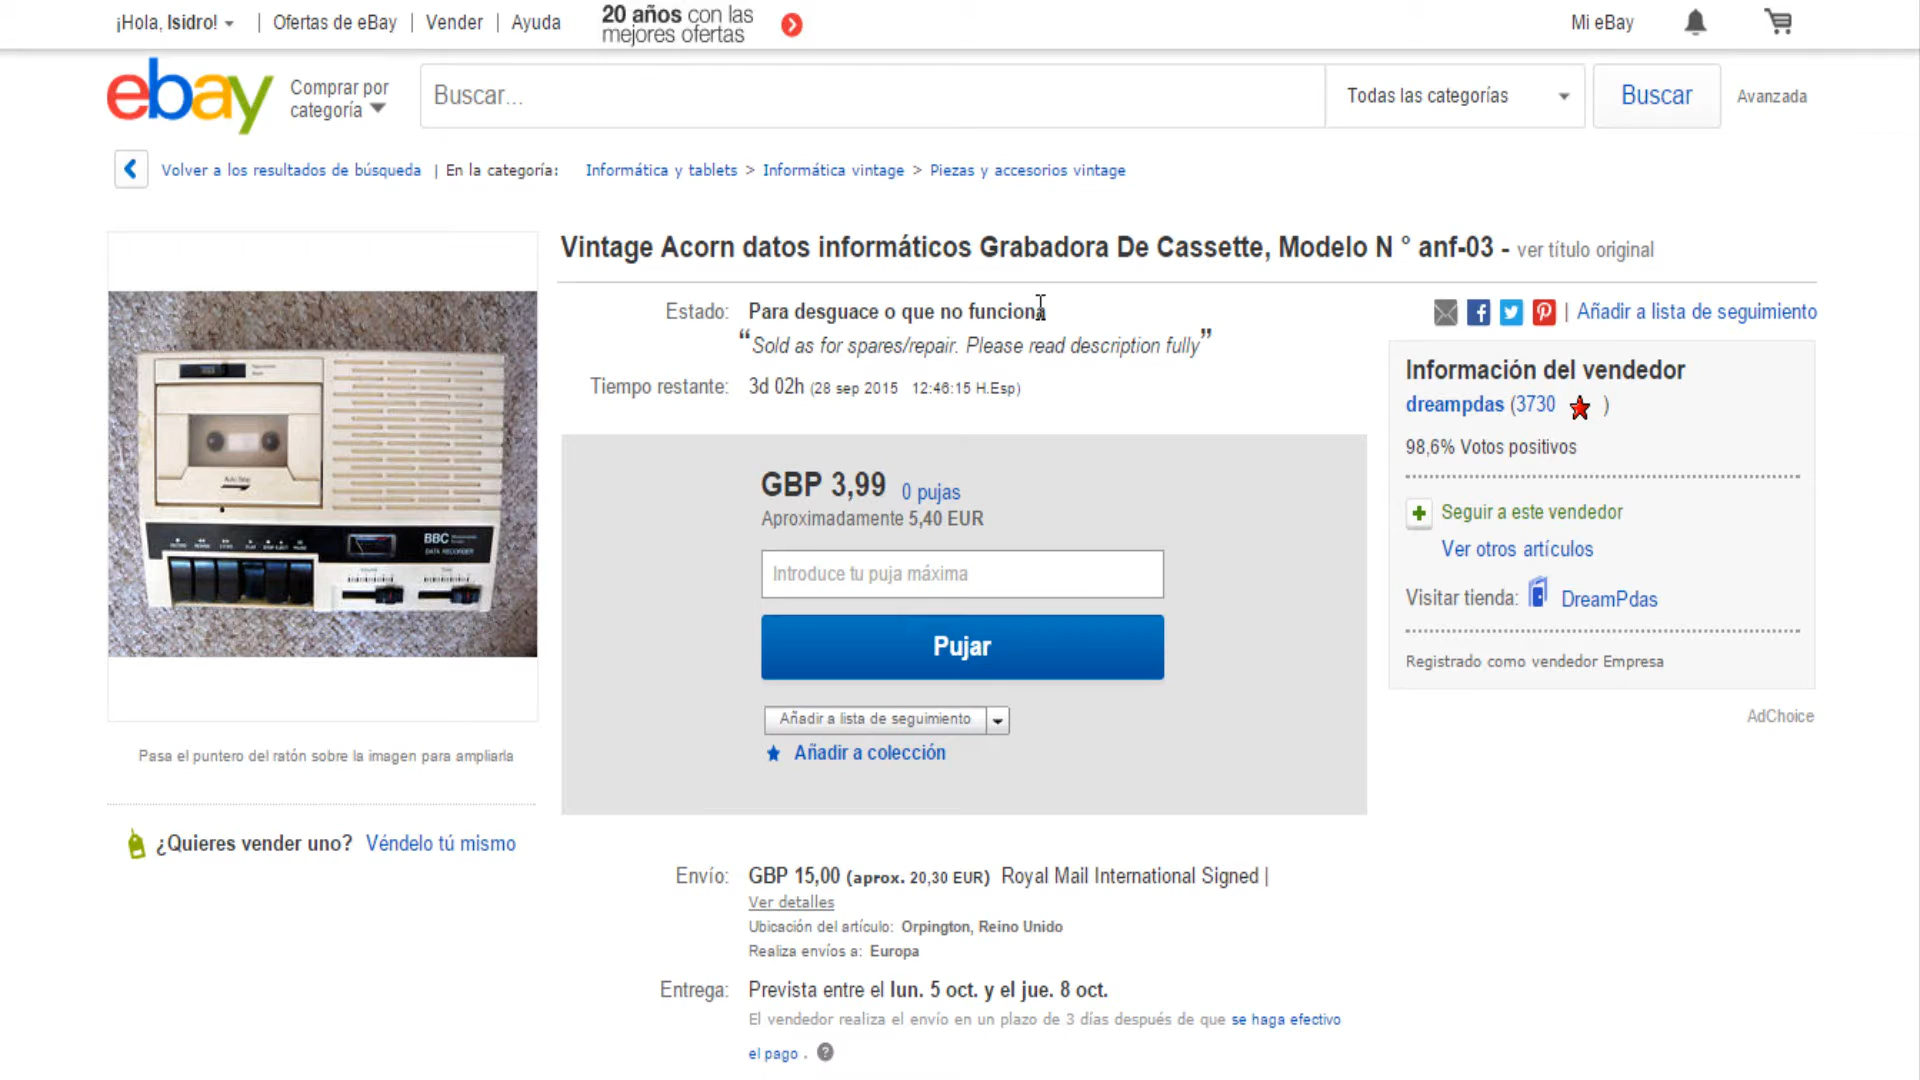 ¡Hola, Isidro! | Ofertas de eBay | Vender | Ayuda
20 años con las
mejores ofertas
Mi eBay
ebay
Comprar por
categoría
Buscar...
Todas las categorías
Buscar
Avanzada
Volver a los resultados de búsqueda | En la categoría: Informática y tablets > Informática vintage > Piezas y accesorios vintage
Vintage Acorn datos informáticos Grabadora De Cassette, Modelo N ° anf-03 - ver título original
Estado: Para desguace o que no funciona
“Sold as for spares/repair. Please read description fully”
Tiempo restante: 3d 02h (28 sep 2015 12:46:15 H.Esp)
| Añadir a lista de seguimiento
Información del vendedor
dreampdas (3730 )
98,6% Votos positivos
Seguir a este vendedor
Ver otros artículos
Visitar tienda: DreamPdas
Registrado como vendedor Empresa
AdChoice
Auto Stop
BBC
DATA RECORDER
GBP 3,99 0 pujas
Aproximadamente 5,40 EUR
Introduce tu puja máxima
Pujar
Añadir a lista de seguimiento
Añadir a colección
Pasa el puntero del ratón sobre la imagen para ampliarla
¿Quieres vender uno? Véndelo tú mismo
Envío: GBP 15,00 (aprox. 20,30 EUR) Royal Mail International Signed |
Ver detalles
Ubicación del artículo: Orpington, Reino Unido
Realiza envíos a: Europa
Entrega: Prevista entre el lun. 5 oct. y el jue. 8 oct.
El vendedor realiza el envío en un plazo de 3 días después de que se haga efectivo
el pago . ?